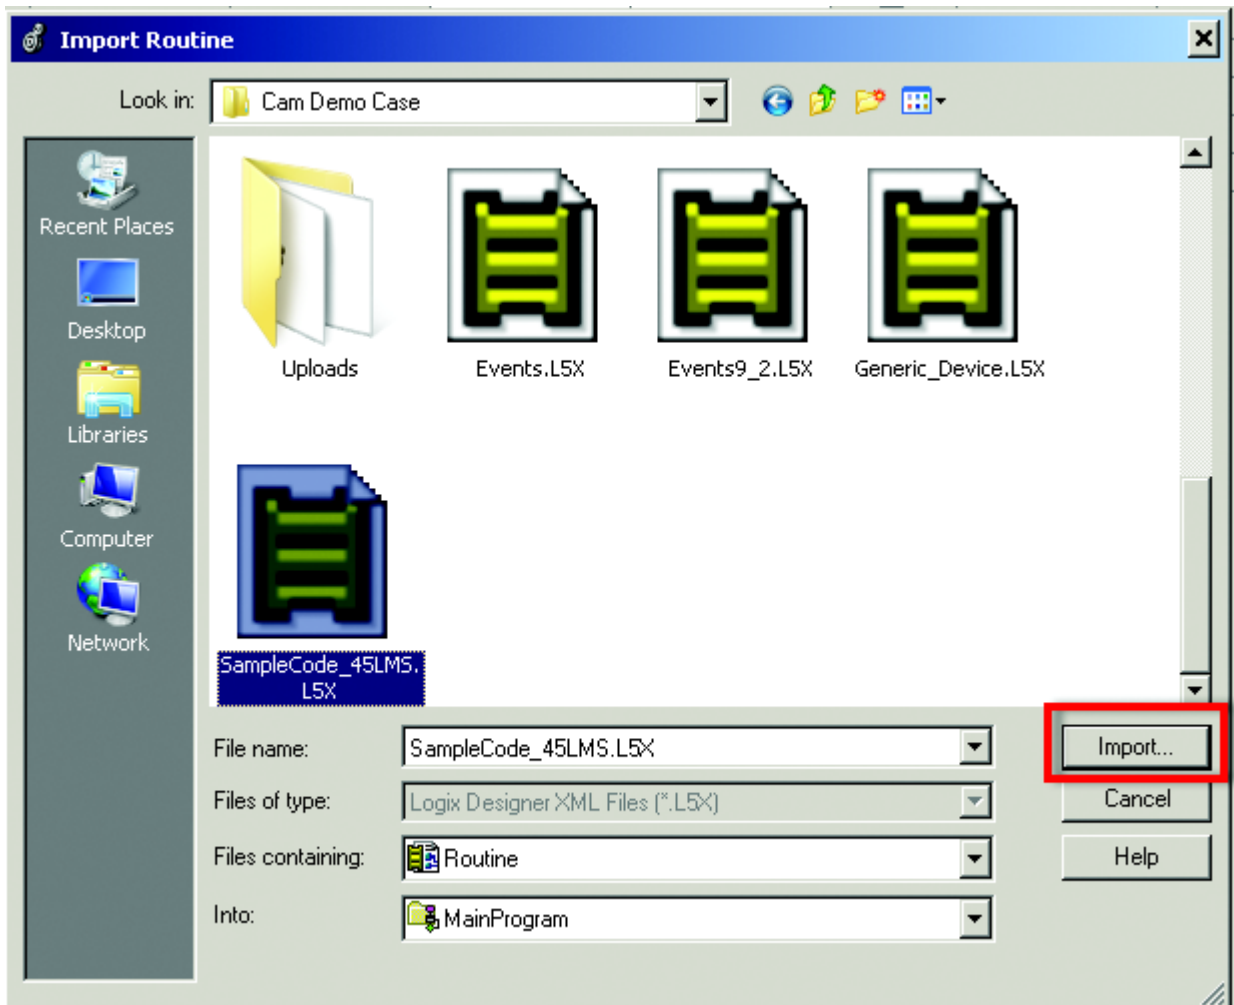 Import Routine
Look in:
Cam Demo Case
Recent Places
Desktop
Libraries
Computer
Network
Uploads
Events.L5X
Events9_2.L5X
Generic_Device.L5X
SampleCode_45LMS.
L5X
File name:
SampleCode_45LMS.L5X
Import...
Files of type:
Logix Designer XML Files (*.L5X)
Cancel
Files containing:
Routine
Help
Into:
MainProgram